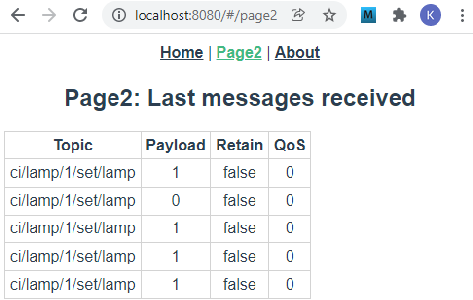 localhost:8080/#/page2
M
K
Home | Page2 | About
Page2: Last messages received
Topic Payload Retain QoS
ci/lamp/1/set/lamp 1 false 0
ci/lamp/1/set/lamp 0 false 0
ci/lamp/1/set/lamp 1 false 0
ci/lamp/1/set/lamp 1 false 0
ci/lamp/1/set/lamp 1 false 0